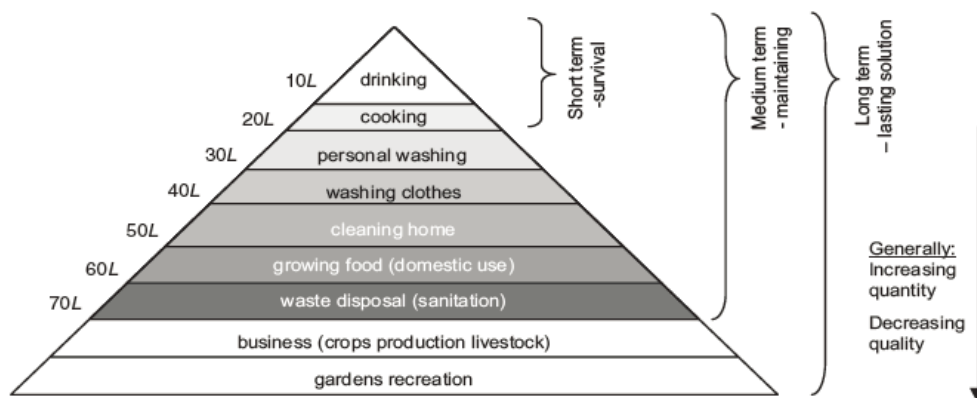 10L
drinking
20L
cooking
30L
personal washing
40L
washing clothes
50L
cleaning home
60L
growing food (domestic use)
70L
waste disposal (sanitation)
business (crops production livestock)
gardens recreation
Short term
-survival
Medium term
- maintaining
Long term
– lasting solution
Generally:
Increasing
quantity
Decreasing
quality